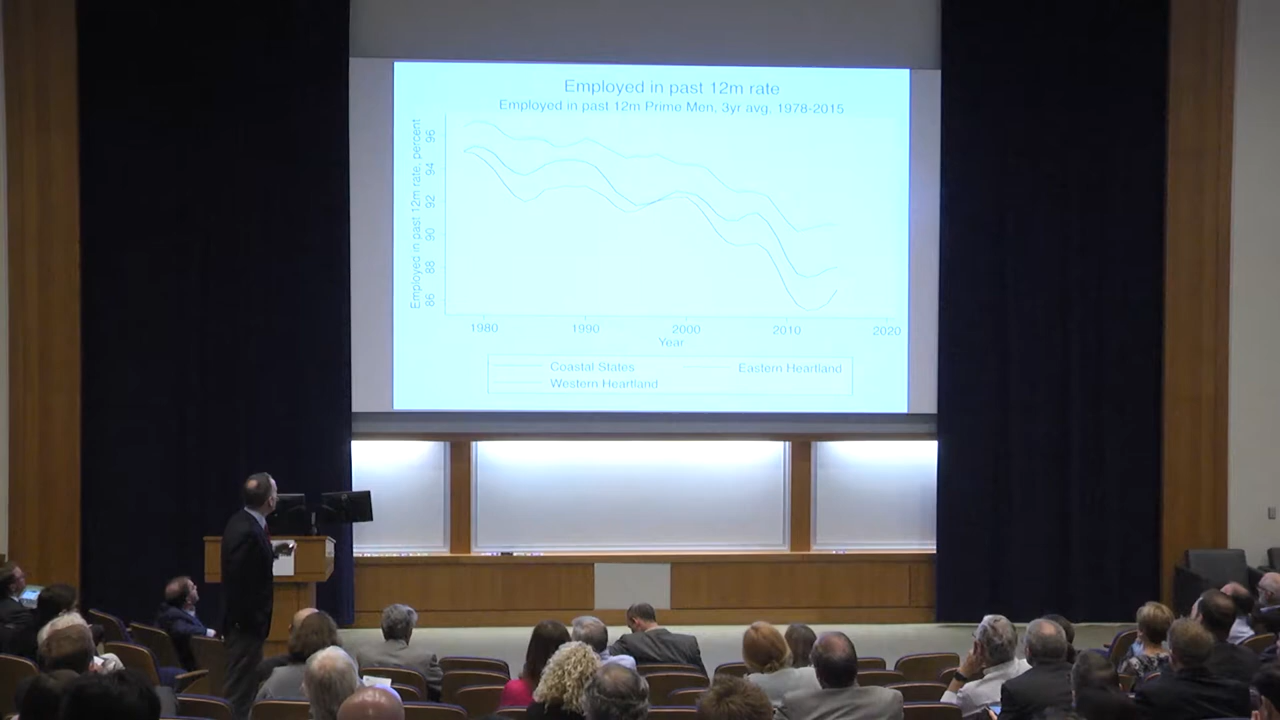 Employed in past 12m rate
Employed in past 12m Prime Men, 3yr avg, 1978-2015
Employed in past 12m rate, percent
96
94
92
90
88
86
1980 1990 2000 2010 2020
Year
Coastal States Eastern Heartland
Western Heartland